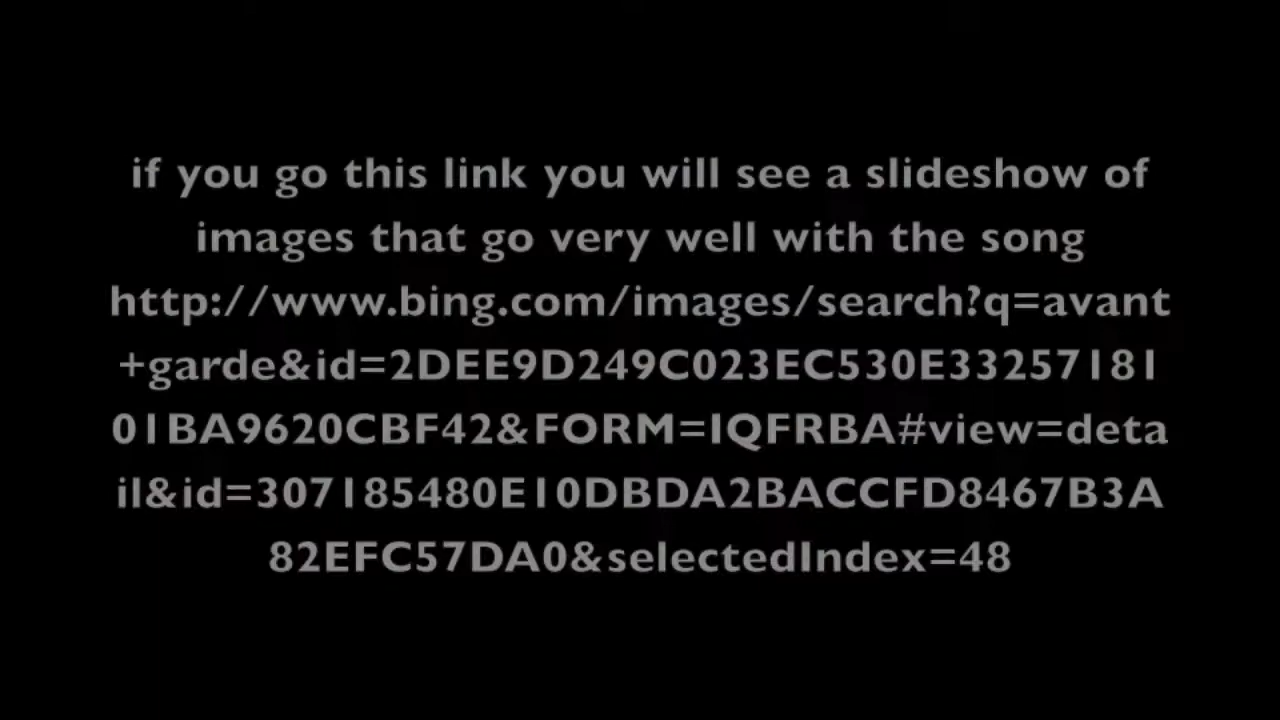 if you go this link you will see a slideshow of
images that go very well with the song
http://www.bing.com/images/search?q=avant
+garde&id=2DEE9D249C023EC530E33257181
01BA9620CBF42&FORM=IQFRBA#view=deta
il&id=307185480E10DBDA2BACCFD8467B3A
82EFC57DA0&selectedIndex=48